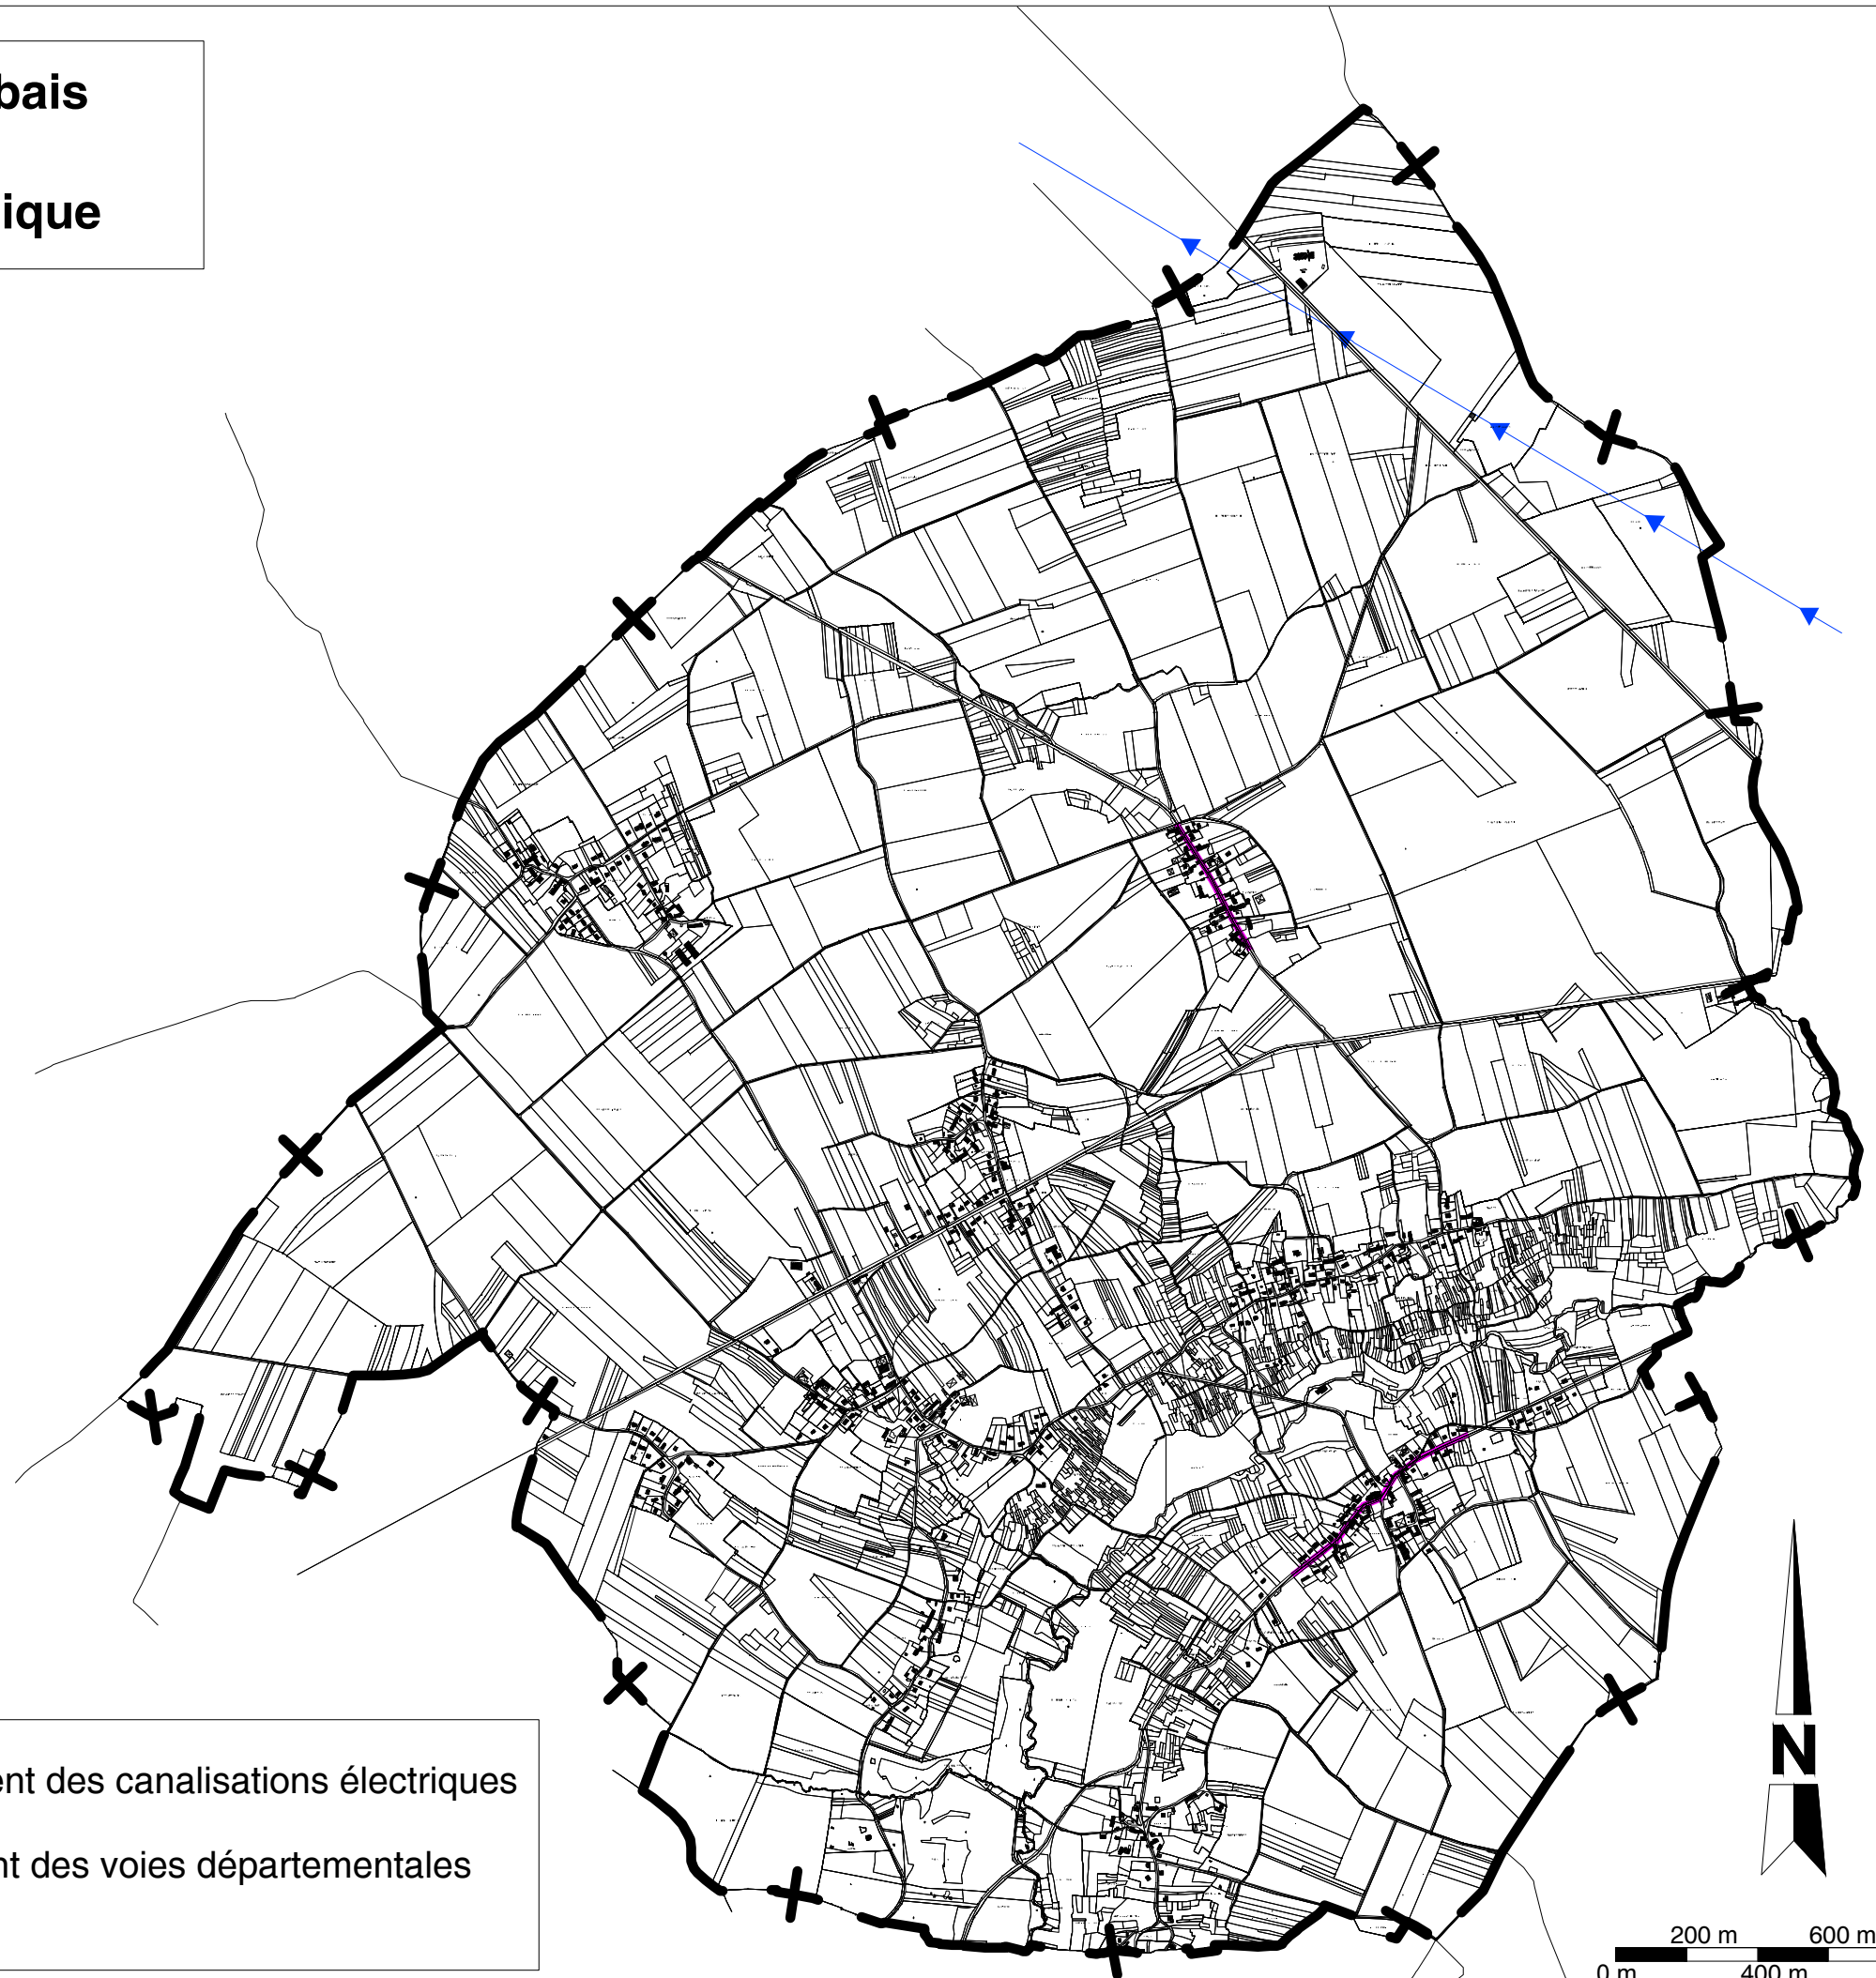 bais
ique
ent des canalisations électriques
nt des voies départementales
N
200 m 600 m
0 m 400 m